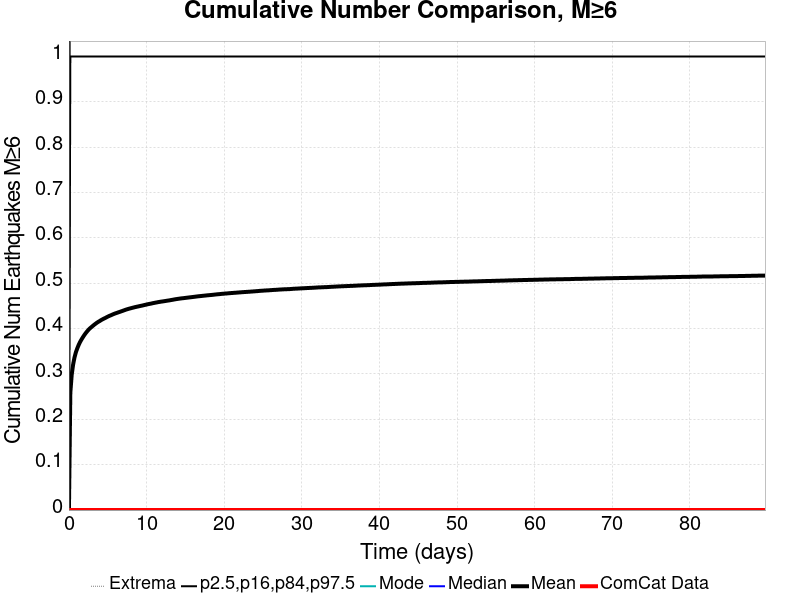 Cumulative Number Comparison, M≥6
Cumulative Num Earthquakes M≥6
1
0.9
0.8
0.7
0.6
0.5
0.4
0.3
0.2
0.1
0
0 10 20 30 40 50 60 70 80
Time (days)
Extrema p2.5,p16,p84,p97.5 Mode Median Mean ComCat Data